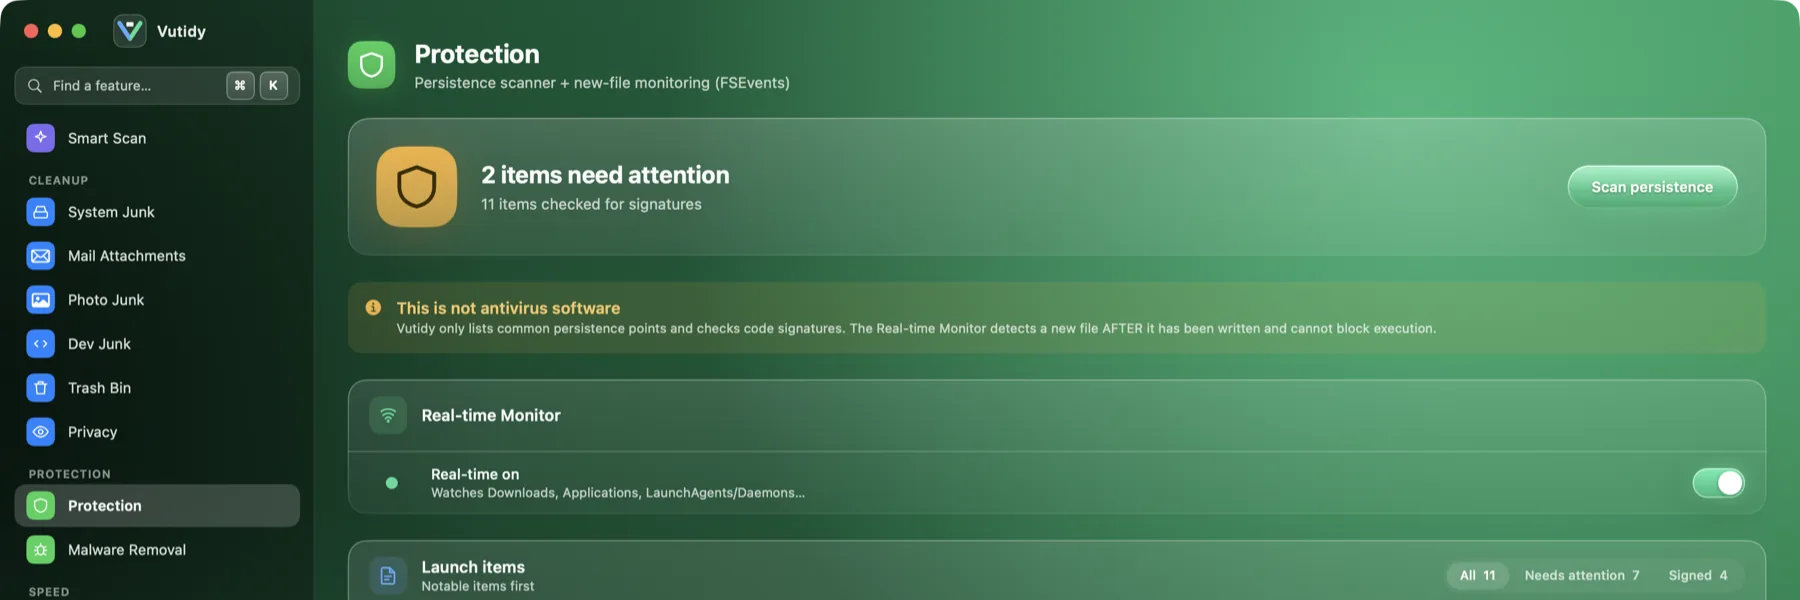 Vutidy
Find a feature...
⌘ K
Smart Scan
CLEANUP
System Junk
Mail Attachments
Photo Junk
Dev Junk
Trash Bin
Privacy
PROTECTION
Protection
Malware Removal
SPEED
Protection
Persistence scanner + new-file monitoring (FSEvents)
2 items need attention
11 items checked for signatures
Scan persistence
This is not antivirus software
Vutidy only lists common persistence points and checks code signatures. The Real-time Monitor detects a new file AFTER it has been written and cannot block execution.
Real-time Monitor
Real-time on
Watches Downloads, Applications, LaunchAgents/Daemons...
Launch items
Notable items first
All 11 Needs attention 7 Signed 4